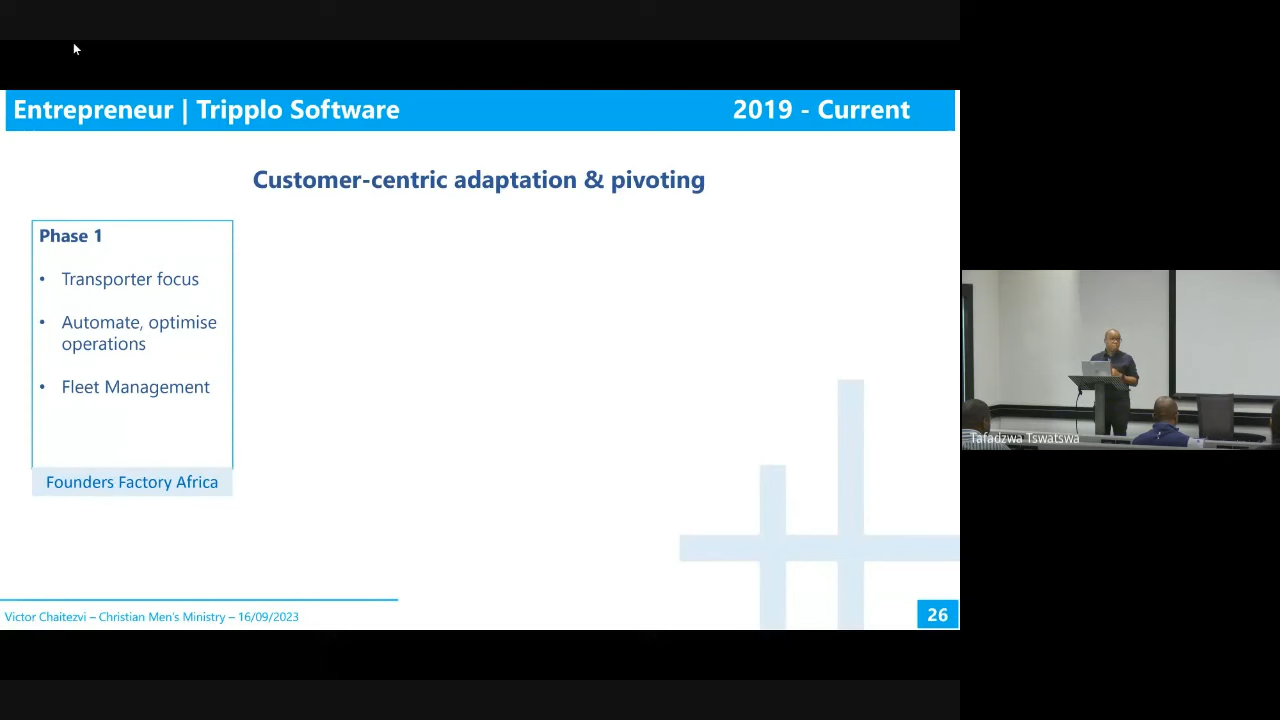 Entrepreneur | Tripplo Software
2019 - Current
Customer-centric adaptation & pivoting
Phase 1
• Transporter focus
• Automate, optimise
operations
• Fleet Management
Founders Factory Africa
Victor Chaitezvi – Christian Men's Ministry – 16/09/2023
26
Tafadzwa Tswatswa